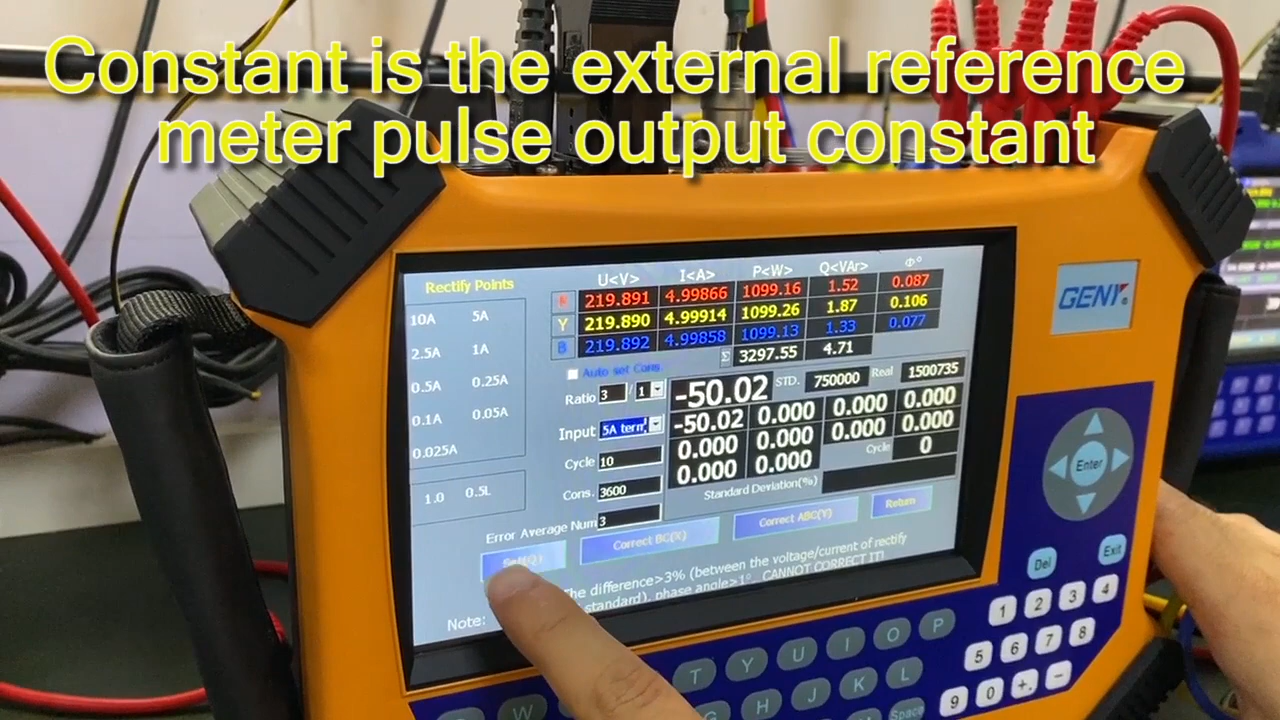 Constant is the external reference
meter pulse output constant
Rectify Points
U<V> I<A> P<W> Q<VAr> Φ°
R 219.891 4.99866 1099.16 1.52 0.087
Y 219.890 4.99914 1099.26 1.87 0.106
B 219.892 4.99858 1099.13 1.33 0.077
Σ 3297.55 4.71
10A 5A
2.5A 1A
0.5A 0.25A
0.1A 0.05A
0.025A
1.0 0.5L
Auto set Cons.
Ratio 3 / 1
Input 5A term
Cycle 10
Cons. 3600
Error Average Num 3
-50.02 STD. 750000 Real 1500735
-50.02 0.000 0.000 0.000
0.000 0.000 0.000 0.000
0.000 0.000 Cycle 0
Standard Deviation(%)
Set(Q) Correct BC(X) Correct ABC(Y) Return
Note: The difference>3% (between the voltage/current of rectify
standard), phase angle>1°, CANNOT CORRECT IT!
GENY
Enter
Del Exit
1 2 3 4
5 6 7 8
9 0 +. -
W T Y U I O P
G H J K L
M Space